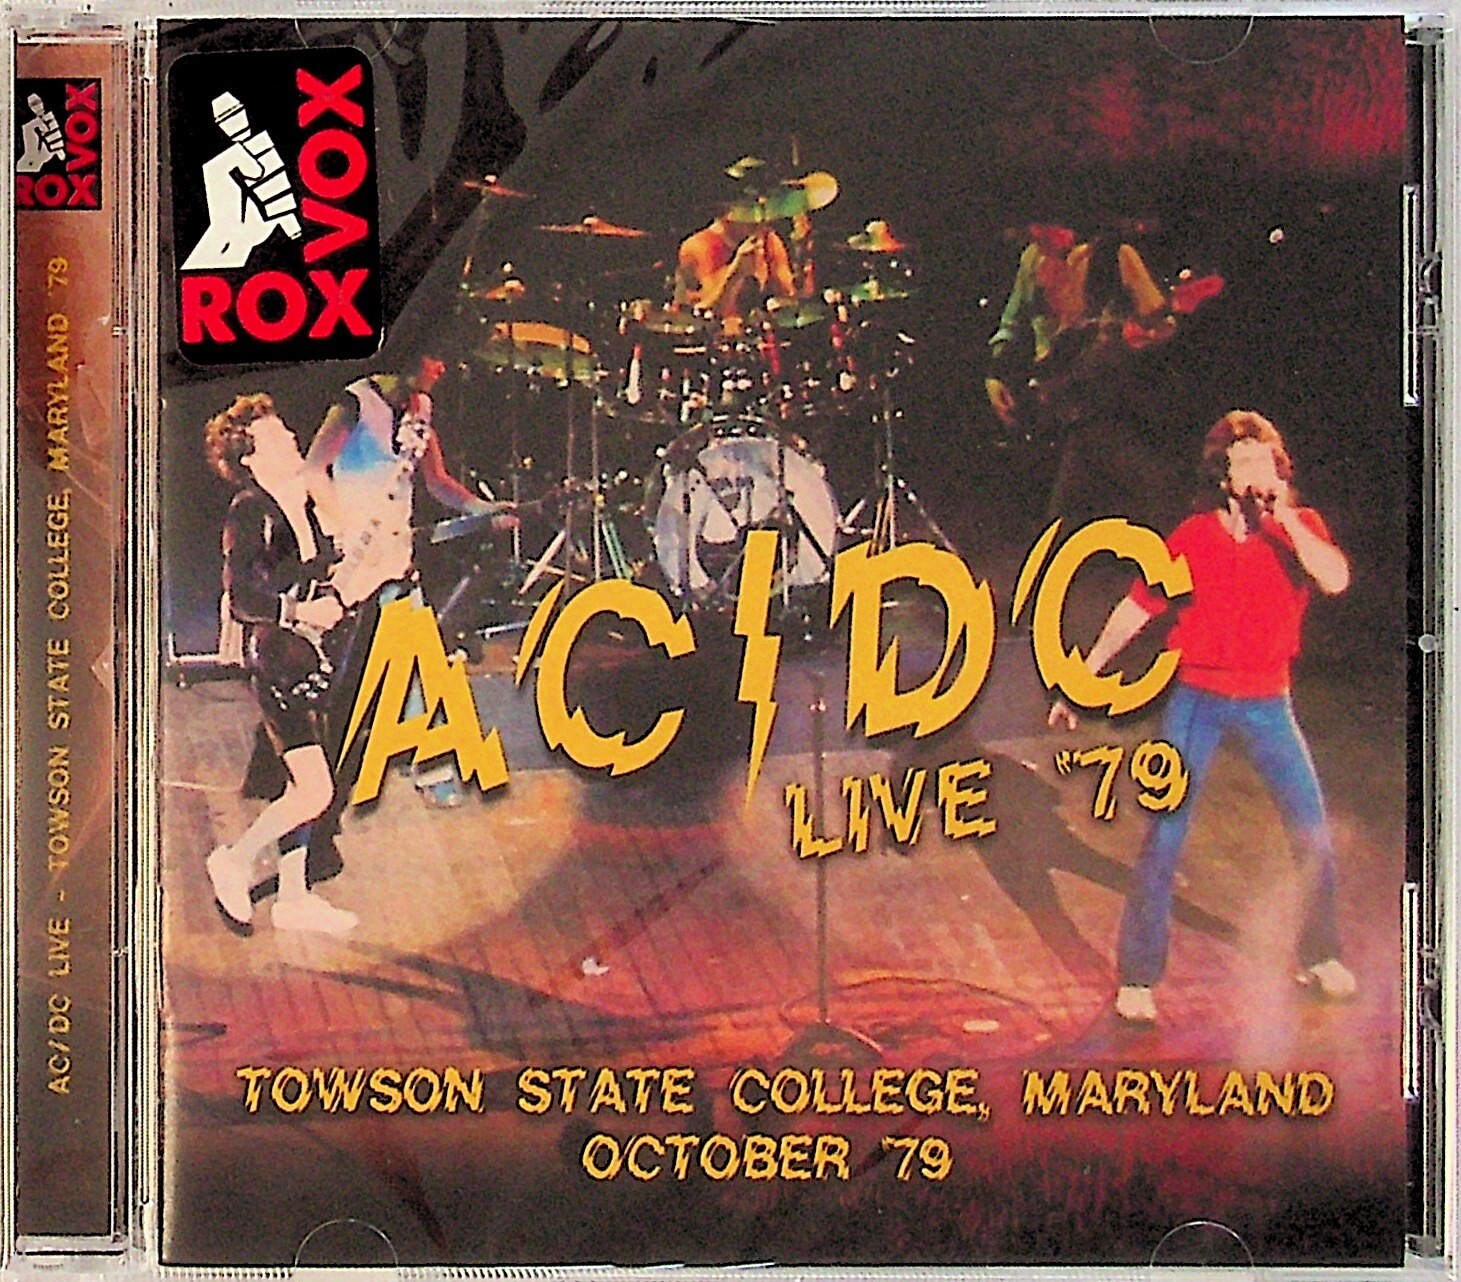 ROX VOX
AC/DC LIVE - TOWSON STATE COLLEGE, MARYLAND '79
ROX VOX
AC/DC
LIVE '79
TOWSON STATE COLLEGE, MARYLAND
OCTOBER '79